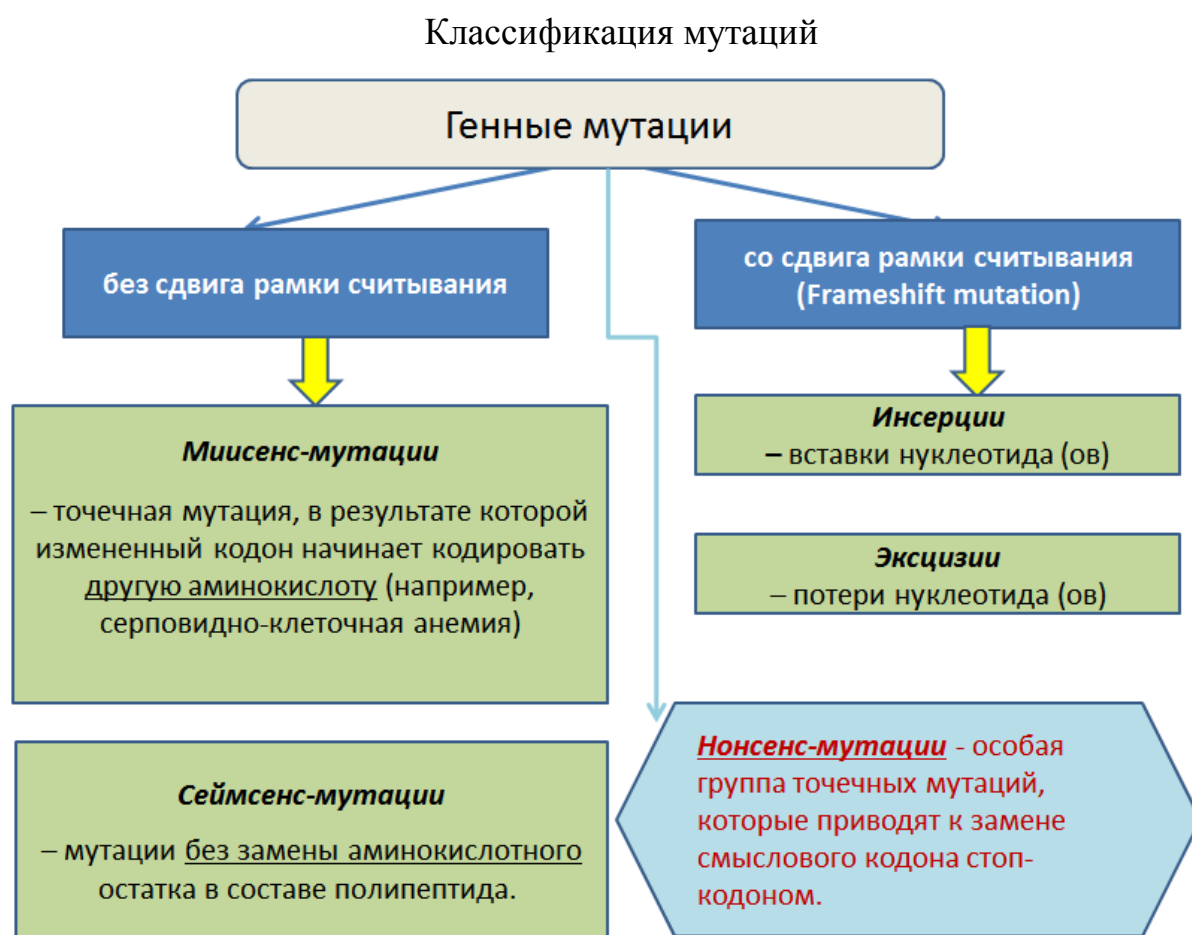 Классификация мутаций
Генные мутации
без сдвига рамки считывания
со сдвига рамки считывания
(Frameshift mutation)
Миисенс-мутации
– точечная мутация, в результате которой
измененный кодон начинает кодировать
другую аминокислоту (например,
серповидно-клеточная анемия)
Инсерции
– вставки нуклеотида (ов)
Эксцизии
– потери нуклеотида (ов)
Сеймсенс-мутации
– мутации без замены аминокислотного
остатка в составе полипептида.
Нонсенс-мутации - особая
группа точечных мутаций,
которые приводят к замене
смыслового кодона стоп-
кодоном.